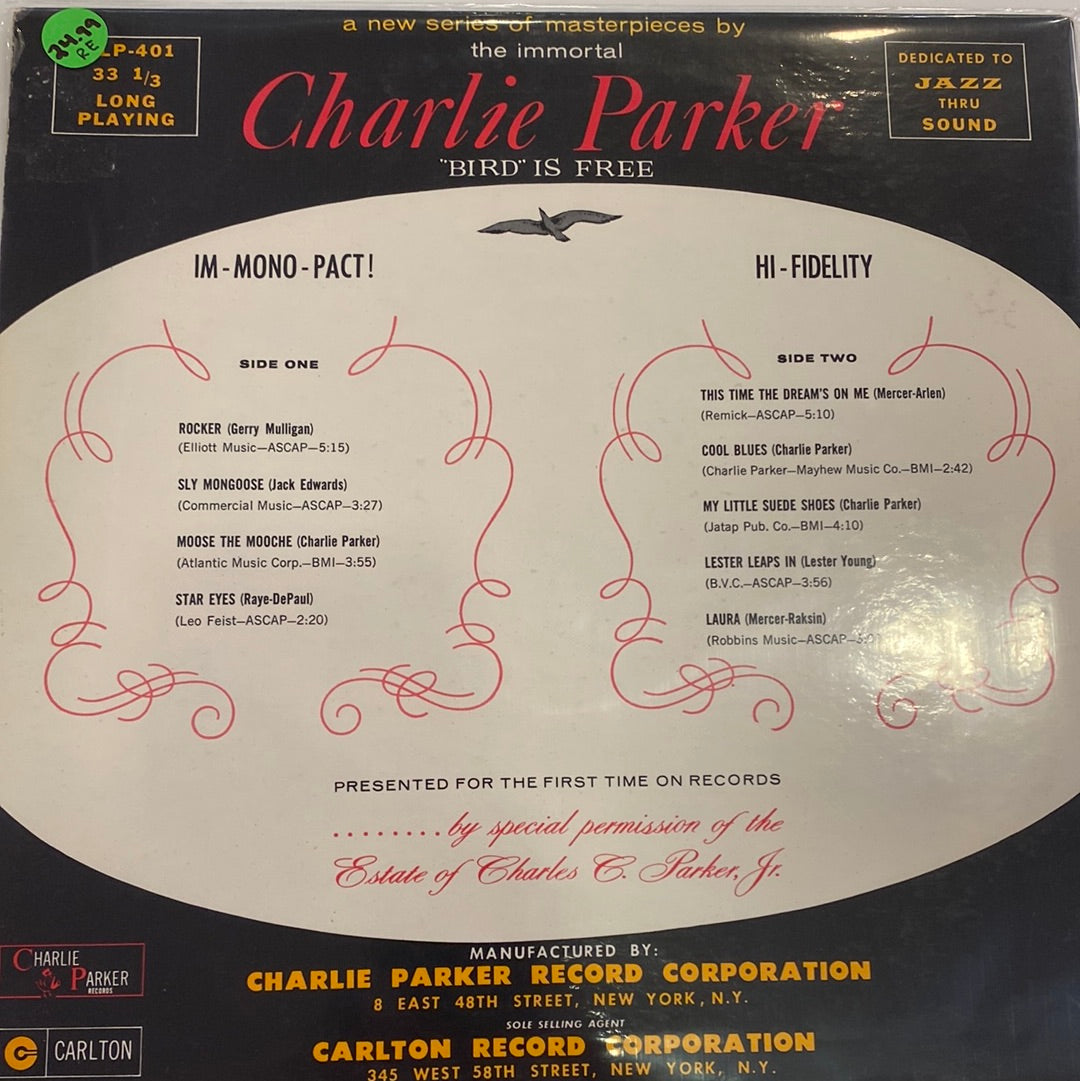 a new series of masterpieces by
the immortal
Charlie Parker
"BIRD" IS FREE
24.99
RE
LP-401
33 1/3
LONG
PLAYING
DEDICATED TO
JAZZ
THRU
SOUND
IM-MONO-PACT!
SIDE ONE
ROCKER (Gerry Mulligan)
(Elliott Music—ASCAP—5:15)
SLY MONGOOSE (Jack Edwards)
(Commercial Music—ASCAP—3:27)
MOOSE THE MOOCHE (Charlie Parker)
(Atlantic Music Corp.—BMI—3:55)
STAR EYES (Raye-DePaul)
(Leo Feist—ASCAP—2:20)
HI-FIDELITY
SIDE TWO
THIS TIME THE DREAM'S ON ME (Mercer-Arlen)
(Remick—ASCAP—5:10)
COOL BLUES (Charlie Parker)
(Charlie Parker—Mayhew Music Co.—BMI—2:42)
MY LITTLE SUEDE SHOES (Charlie Parker)
(Jatap Pub. Co.—BMI—4:10)
LESTER LEAPS IN (Lester Young)
(B.V.C.—ASCAP—3:56)
LAURA (Mercer-Raksin)
(Robbins Music—ASCAP—
PRESENTED FOR THE FIRST TIME ON RECORDS
........by special permission of the
Estate of Charles C. Parker, Jr.
CHARLIE
PARKER
RECORDS
CARLTON
MANUFACTURED BY:
CHARLIE PARKER RECORD CORPORATION
8 EAST 48TH STREET, NEW YORK, N.Y.
SOLE SELLING AGENT
CARLTON RECORD CORPORATION
345 WEST 58TH STREET, NEW YORK, N.Y.